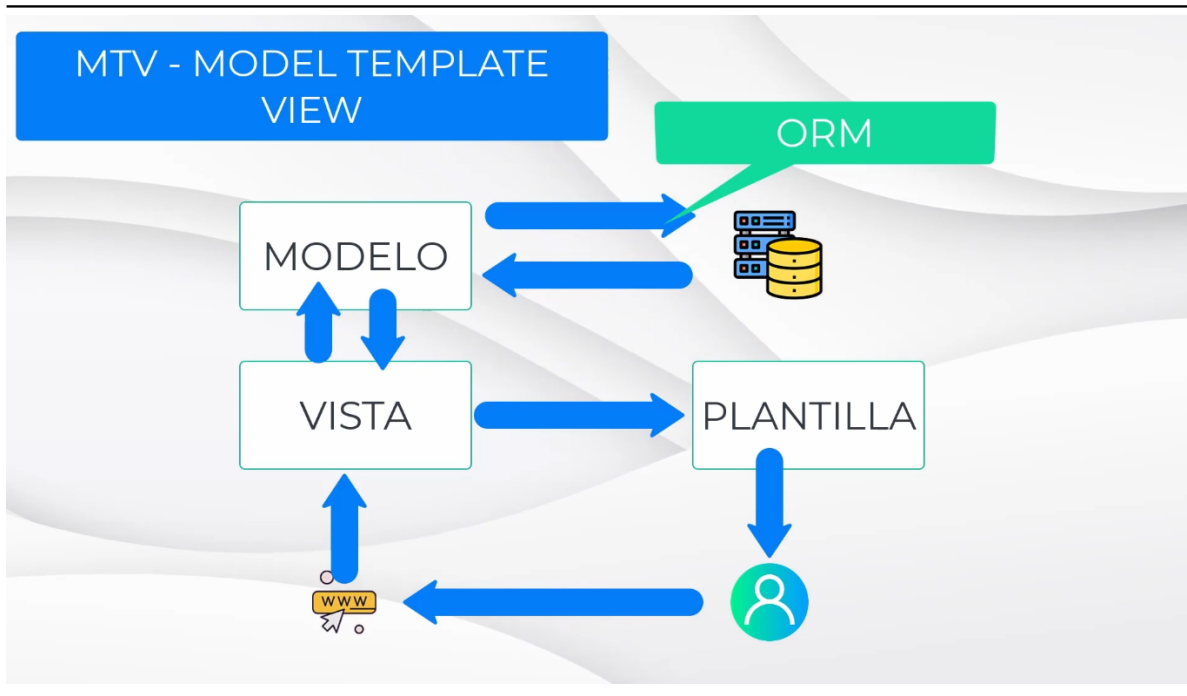 MTV - MODEL TEMPLATE
VIEW
ORM
MODELO
VISTA
PLANTILLA
WWW